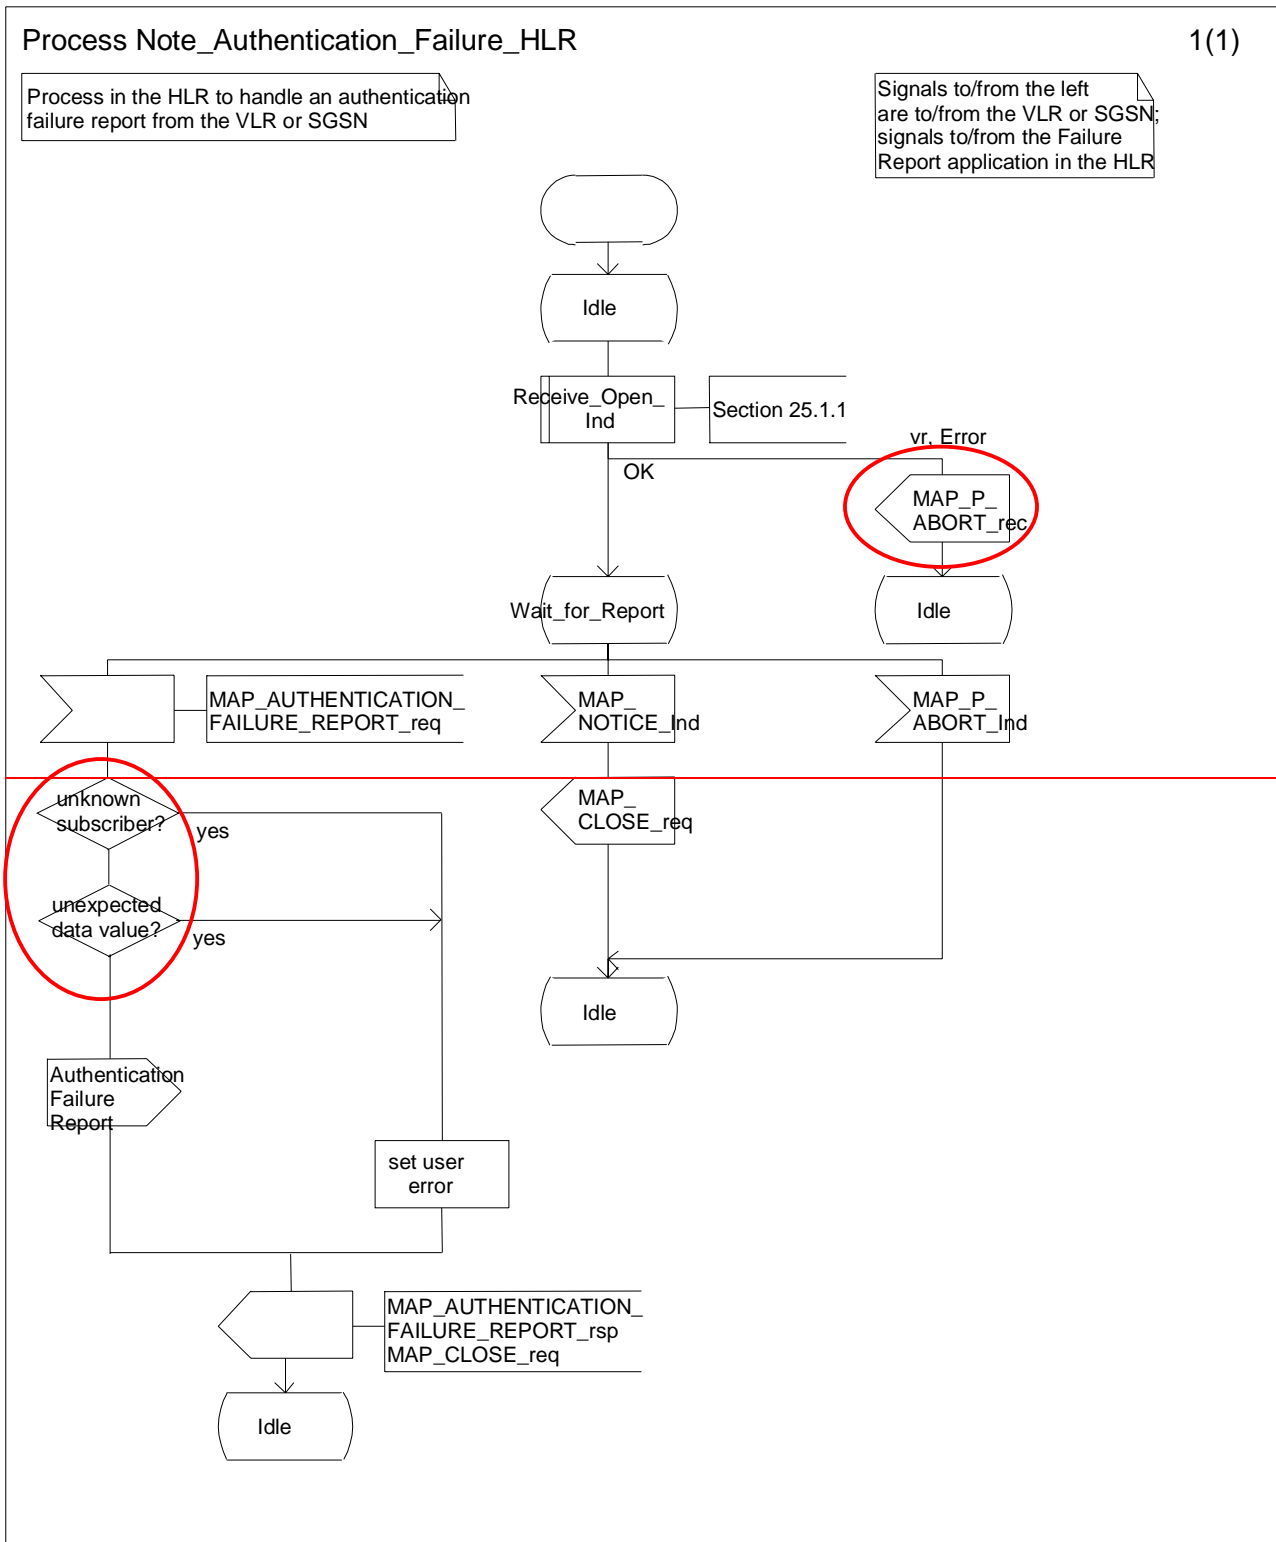 Process Note_Authentication_Failure_HLR
1(1)
Process in the HLR to handle an authentication
failure report from the VLR or SGSN
Signals to/from the left
are to/from the VLR or SGSN;
signals to/from the Failure
Report application in the HLR
Idle
Receive_Open_
Ind
Section 25.1.1
vr, Error
OK
MAP_P_
ABORT_rec
Wait_for_Report
Idle
MAP_AUTHENTICATION_
FAILURE_REPORT_req
MAP_
NOTICE_Ind
MAP_P_
ABORT_Ind
unknown
subscriber?
yes
MAP_
CLOSE_req
unexpected
data value?
yes
Idle
Authentication
Failure
Report
set user
error
MAP_AUTHENTICATION_
FAILURE_REPORT_rsp
MAP_CLOSE_req
Idle